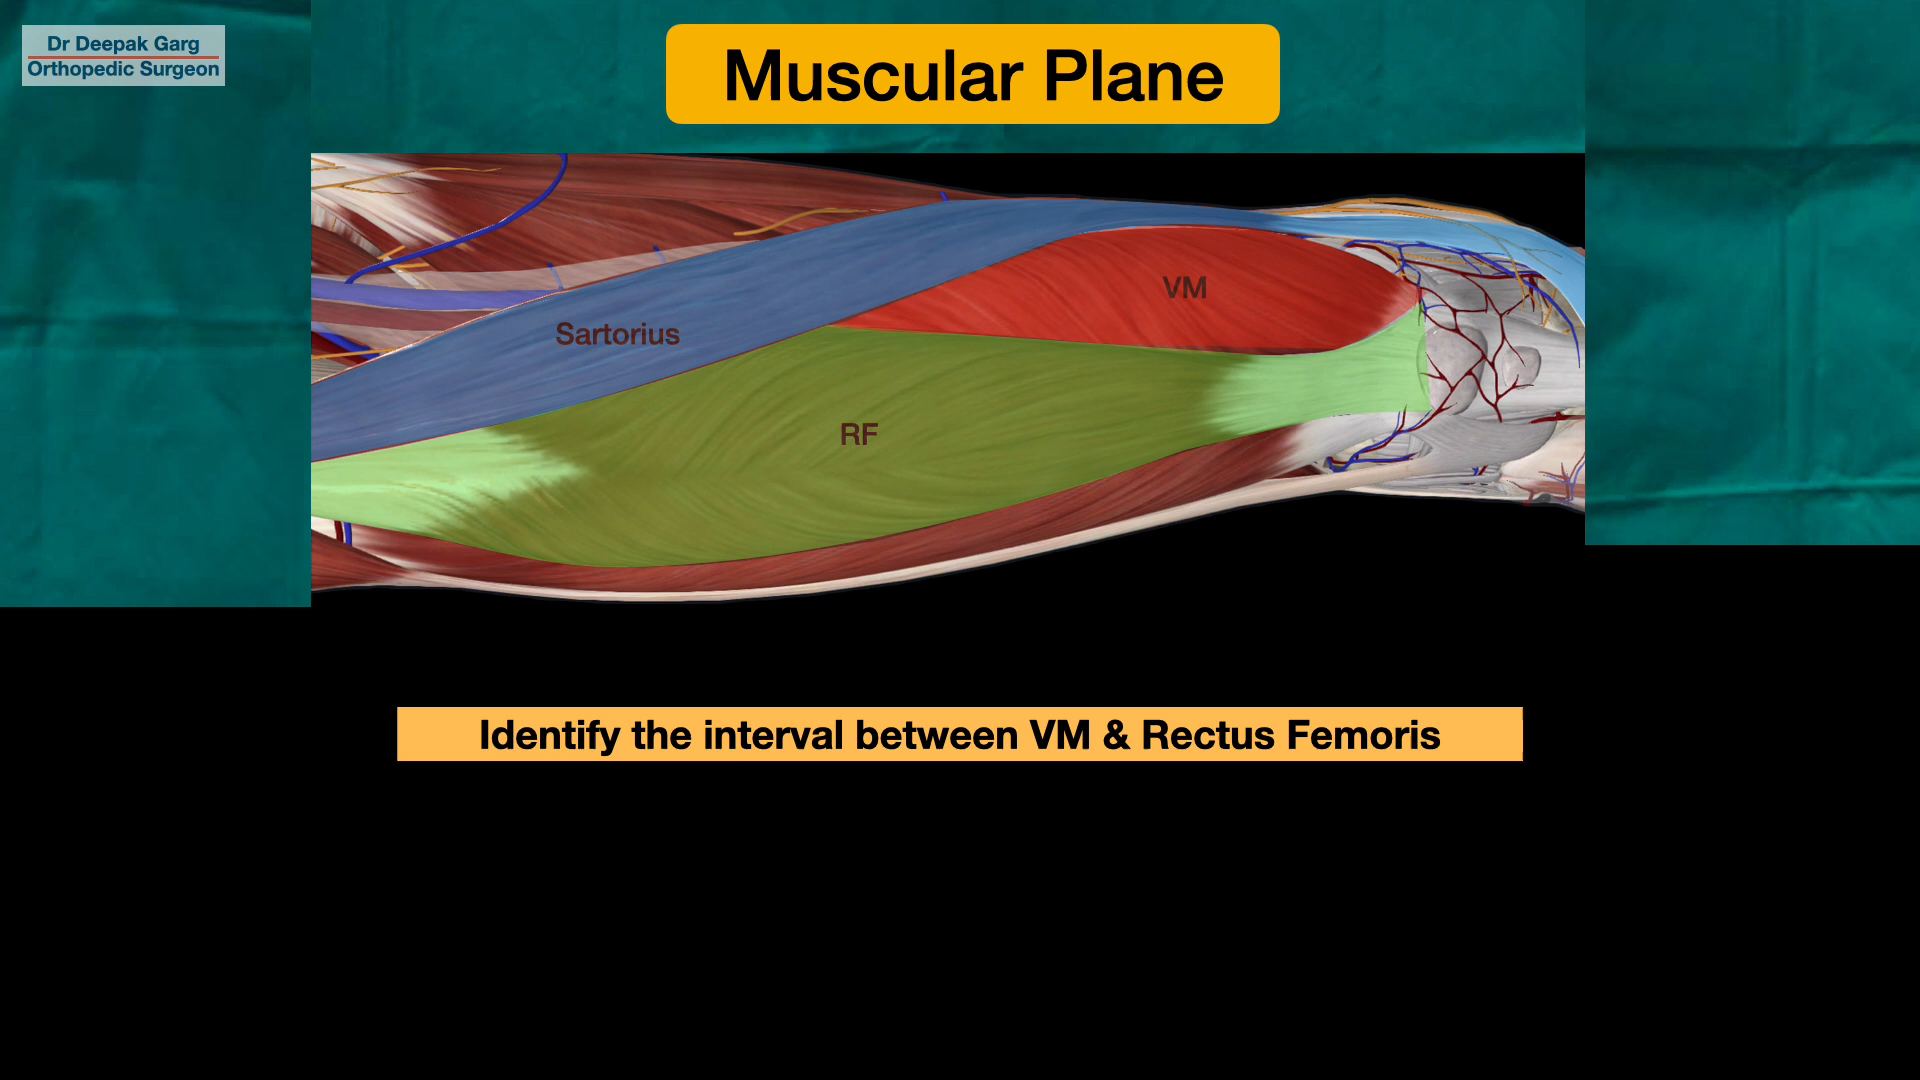 Dr Deepak Garg
Orthopedic Surgeon
Muscular Plane
VM
Sartorius
RF
Identify the interval between VM & Rectus Femoris